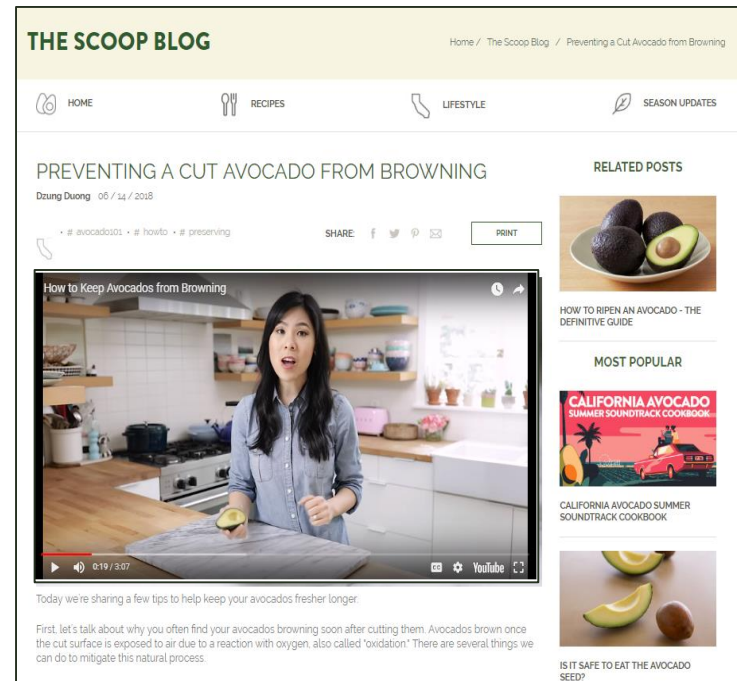 THE SCOOP BLOG
Home / The Scoop Blog / Preventing a Cut Avocado from Browning
HOME
RECIPES
LIFESTYLE
SEASON UPDATES
PREVENTING A CUT AVOCADO FROM BROWNING
Dzung Duong 06 / 14 / 2018
• # avocado101 • # howto • # preserving
SHARE:
PRINT
How to Keep Avocados from Browning
0:19 / 3:07
CC
YouTube
Today we're sharing a few tips to help keep your avocados fresher longer.
First, let's talk about why you often find your avocados browning soon after cutting them. Avocados brown once
the cut surface is exposed to air due to a reaction with oxygen, also called "oxidation." There are several things we
can do to mitigate this natural process.
RELATED POSTS
HOW TO RIPEN AN AVOCADO - THE
DEFINITIVE GUIDE
MOST POPULAR
CALIFORNIA AVOCADO
SUMMER SOUNDTRACK COOKBOOK
CALIFORNIA AVOCADO SUMMER
SOUNDTRACK COOKBOOK
IS IT SAFE TO EAT THE AVOCADO
SEED?